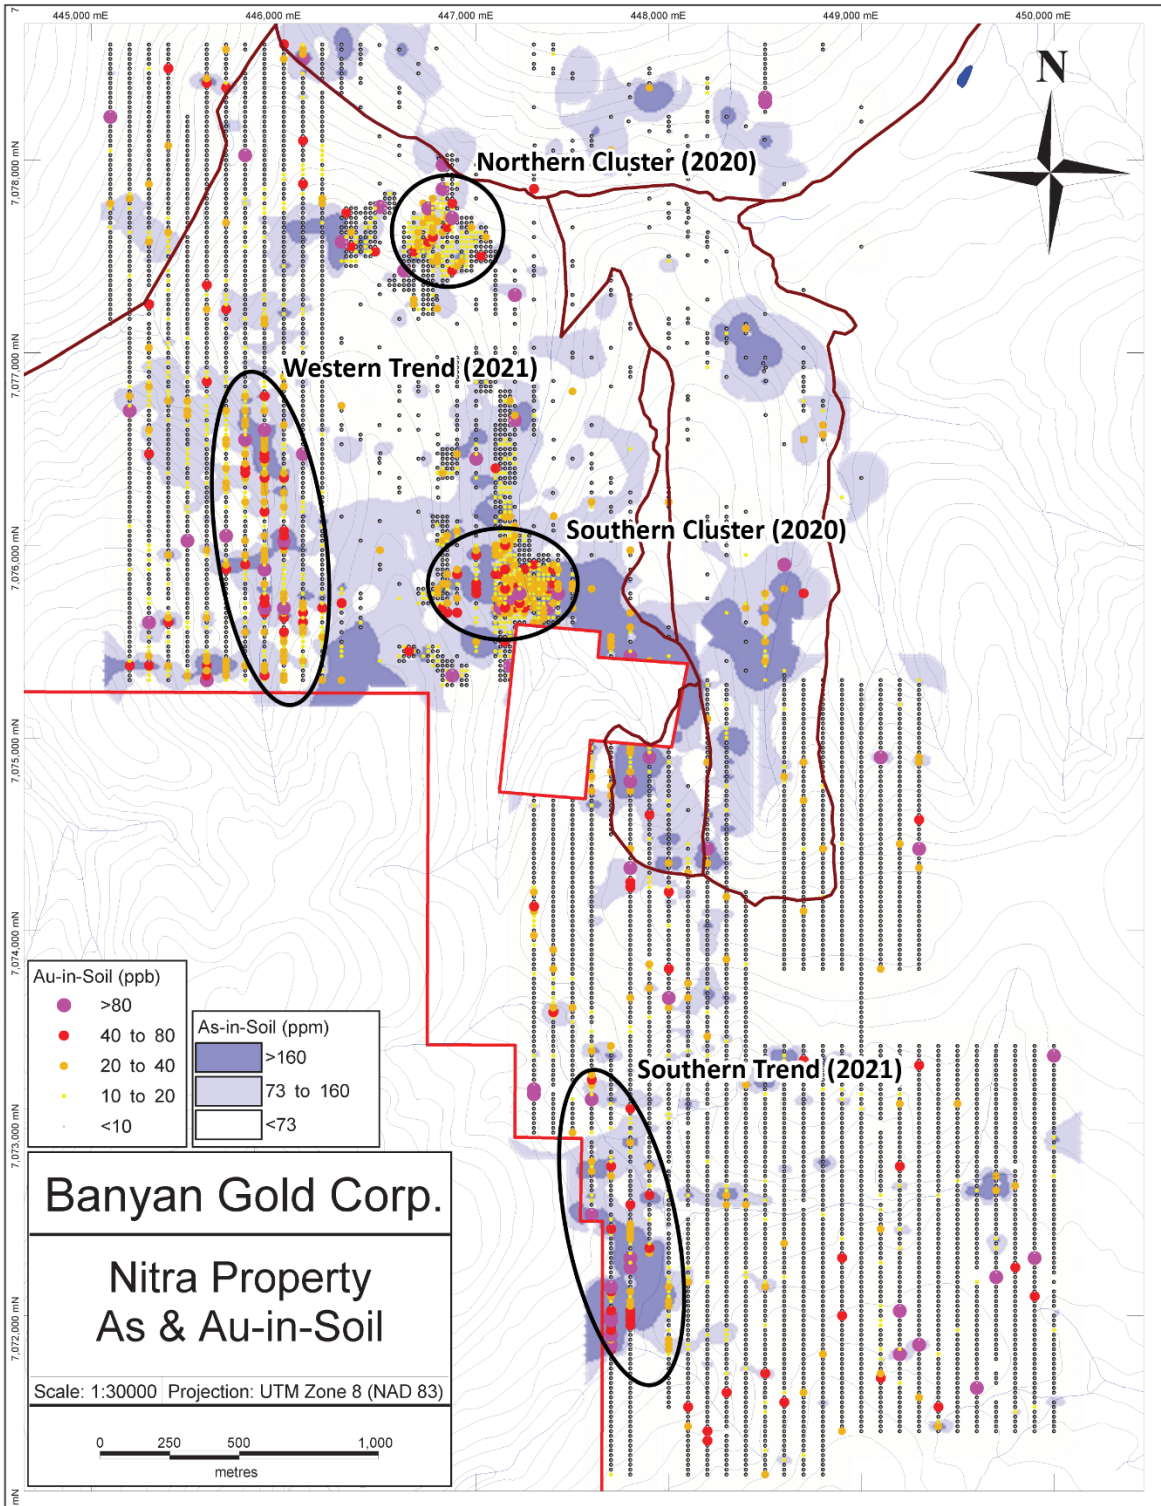 445,000 mE
446,000 mE
447,000 mE
448,000 mE
449,000 mE
450,000 mE
7
N
7,078,000 mN
Northern Cluster (2020)
7,077,000 mN
Western Trend (2021)
7,076,000 mN
Southern Cluster (2020)
7,075,000 mN
7,074,000 mN
Au-in-Soil (ppb)
>80
40 to 80
20 to 40
10 to 20
<10
As-in-Soil (ppm)
>160
73 to 160
<73
Southern Trend (2021)
7,073,000 mN
Banyan Gold Corp.
Nitra Property
As & Au-in-Soil
7,072,000 mN
Scale: 1:30000 Projection: UTM Zone 8 (NAD 83)
0 250 500 1,000
metres
mN